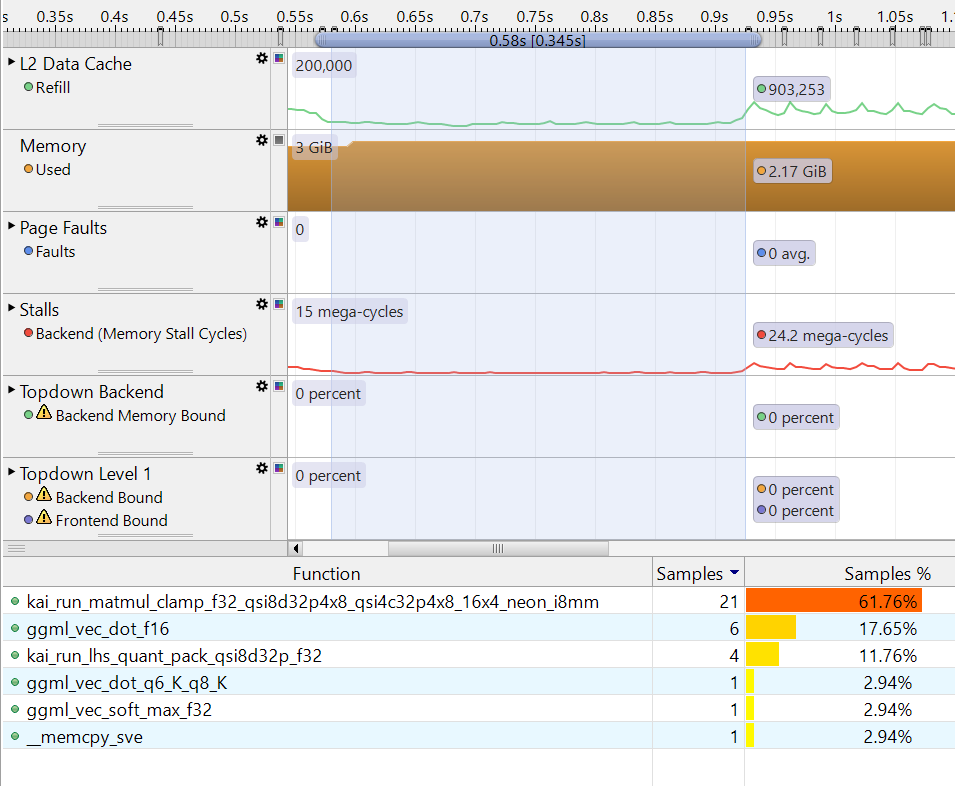 s 0.35s 0.4s 0.45s 0.5s 0.55s 0.6s 0.65s 0.7s 0.75s 0.8s 0.85s 0.9s 0.95s 1s 1.05s 1.1
0.58s [0.345s]
L2 Data Cache
200,000
Refill
903,253
Memory
3 GiB
Used
2.17 GiB
Page Faults
0
Faults
0 avg.
Stalls
15 mega-cycles
Backend (Memory Stall Cycles)
24.2 mega-cycles
Topdown Backend
0 percent
Backend Memory Bound
0 percent
Topdown Level 1
0 percent
Backend Bound
0 percent
Frontend Bound
0 percent
Function Samples Samples %
kai_run_matmul_clamp_f32_qsi8d32p4x8_qsi4c32p4x8_16x4_neon_i8mm 21 61.76%
ggml_vec_dot_f16 6 17.65%
kai_run_lhs_quant_pack_qsi8d32p_f32 4 11.76%
ggml_vec_dot_q6_K_q8_K 1 2.94%
ggml_vec_soft_max_f32 1 2.94%
__memcpy_sve 1 2.94%